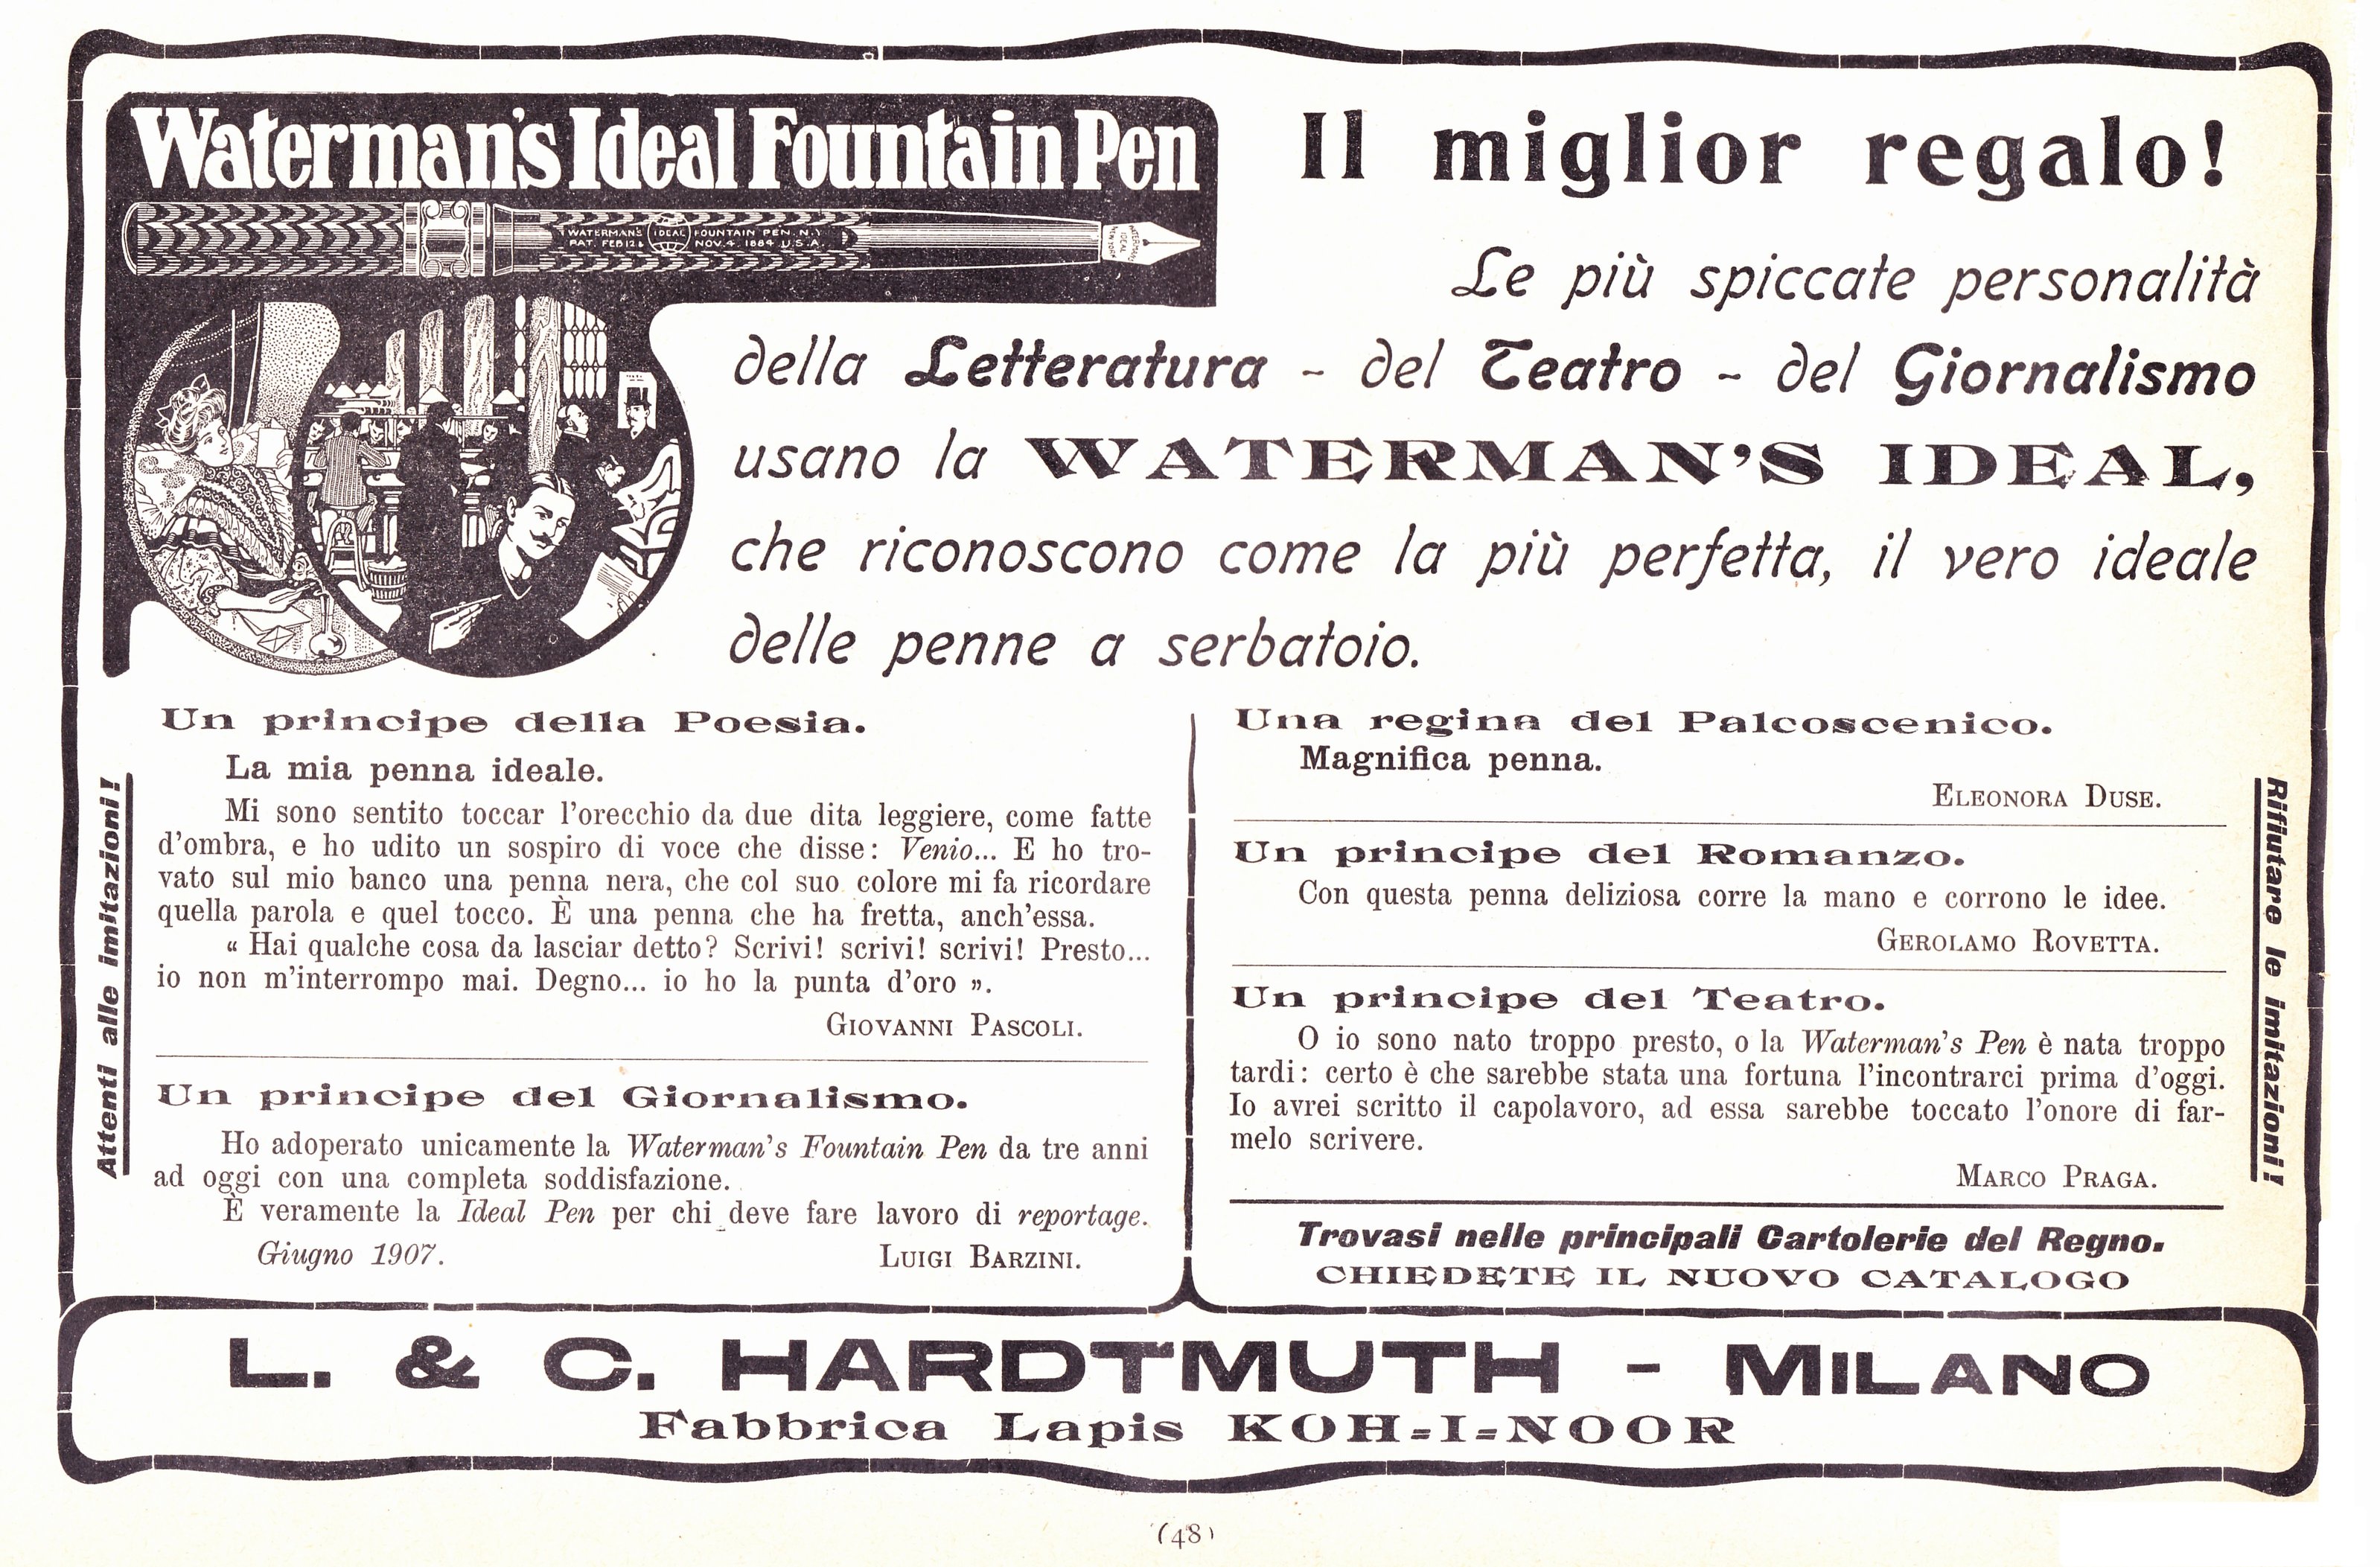 Waterman's Ideal Fountain Pen
WATERMAN'S IDEAL FOUNTAIN PEN. N.Y.
PAT. FEB 12 & NOV. 4. 1884 U.S.A.
WATERMAN'S
IDEAL
NEW YORK
Il miglior regalo!
Le più spiccate personalità
della Letteratura - del Teatro - del Giornalismo
usano la WATERMAN'S IDEAL,
che riconoscono come la più perfetta, il vero ideale
delle penne a serbatoio.
Attenti alle imitazioni!
Un principe della Poesia.
La mia penna ideale.
Mi sono sentito toccar l'orecchio da due dita leggiere, come fatte
d'ombra, e ho udito un sospiro di voce che disse: Venio... E ho tro-
vato sul mio banco una penna nera, che col suo colore mi fa ricordare
quella parola e quel tocco. È una penna che ha fretta, anch'essa.
« Hai qualche cosa da lasciar detto? Scrivi! scrivi! scrivi! Presto...
io non m'interrompo mai. Degno... io ho la punta d'oro ».
GIOVANNI PASCOLI.
Un principe del Giornalismo.
Ho adoperato unicamente la Waterman's Fountain Pen da tre anni
ad oggi con una completa soddisfazione.
È veramente la Ideal Pen per chi deve fare lavoro di reportage.
Giugno 1907. LUIGI BARZINI.
Una regina del Palcoscenico.
Magnifica penna.
ELEONORA DUSE.
Un principe del Romanzo.
Con questa penna deliziosa corre la mano e corrono le idee.
GEROLAMO ROVETTA.
Un principe del Teatro.
O io sono nato troppo presto, o la Waterman's Pen è nata troppo
tardi: certo è che sarebbe stata una fortuna l'incontrarci prima d'oggi.
Io avrei scritto il capolavoro, ad essa sarebbe toccato l'onore di far-
melo scrivere.
MARCO PRAGA.
Trovasi nelle principali Cartolerie del Regno.
CHIEDETE IL NUOVO CATALOGO
Rifiutare le imitazioni!
L. & C. HARDTMUTH - MILANO
Fabbrica Lapis KOH-I-NOOR
(48)